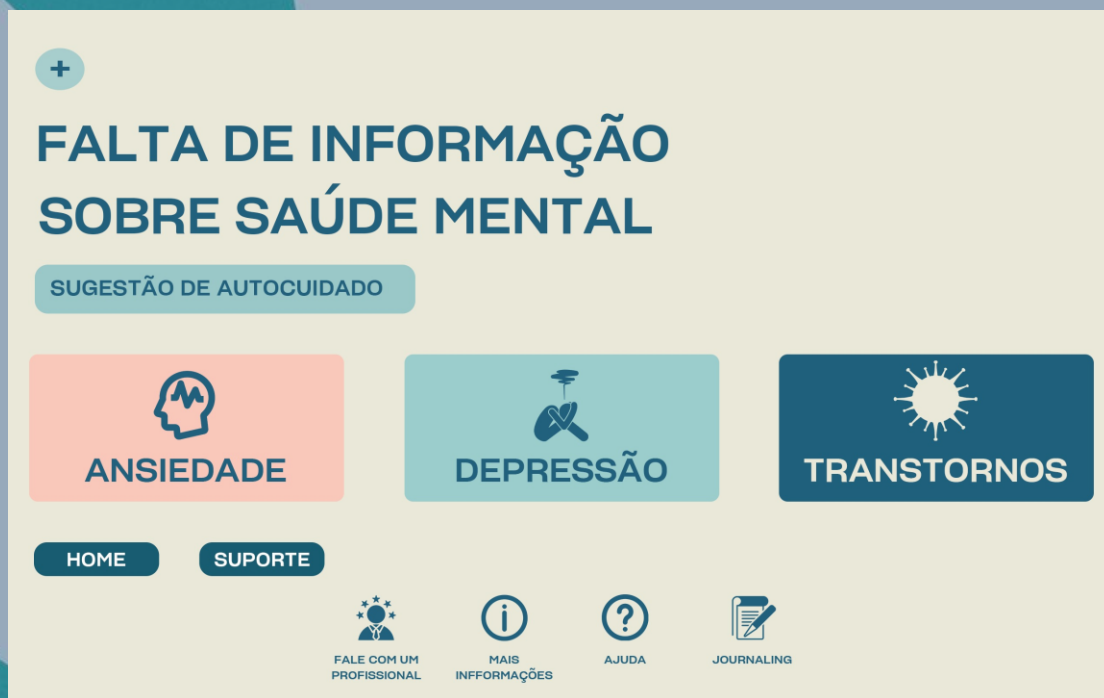 +
FALTA DE INFORMAÇÃO
SOBRE SAÚDE MENTAL
SUGESTÃO DE AUTOCUIDADO
ANSIEDADE
DEPRESSÃO
TRANSTORNOS
HOME
SUPORTE
FALE COM UM
PROFISSIONAL
MAIS
INFFORMAÇÕES
AJUDA
JOURNALING